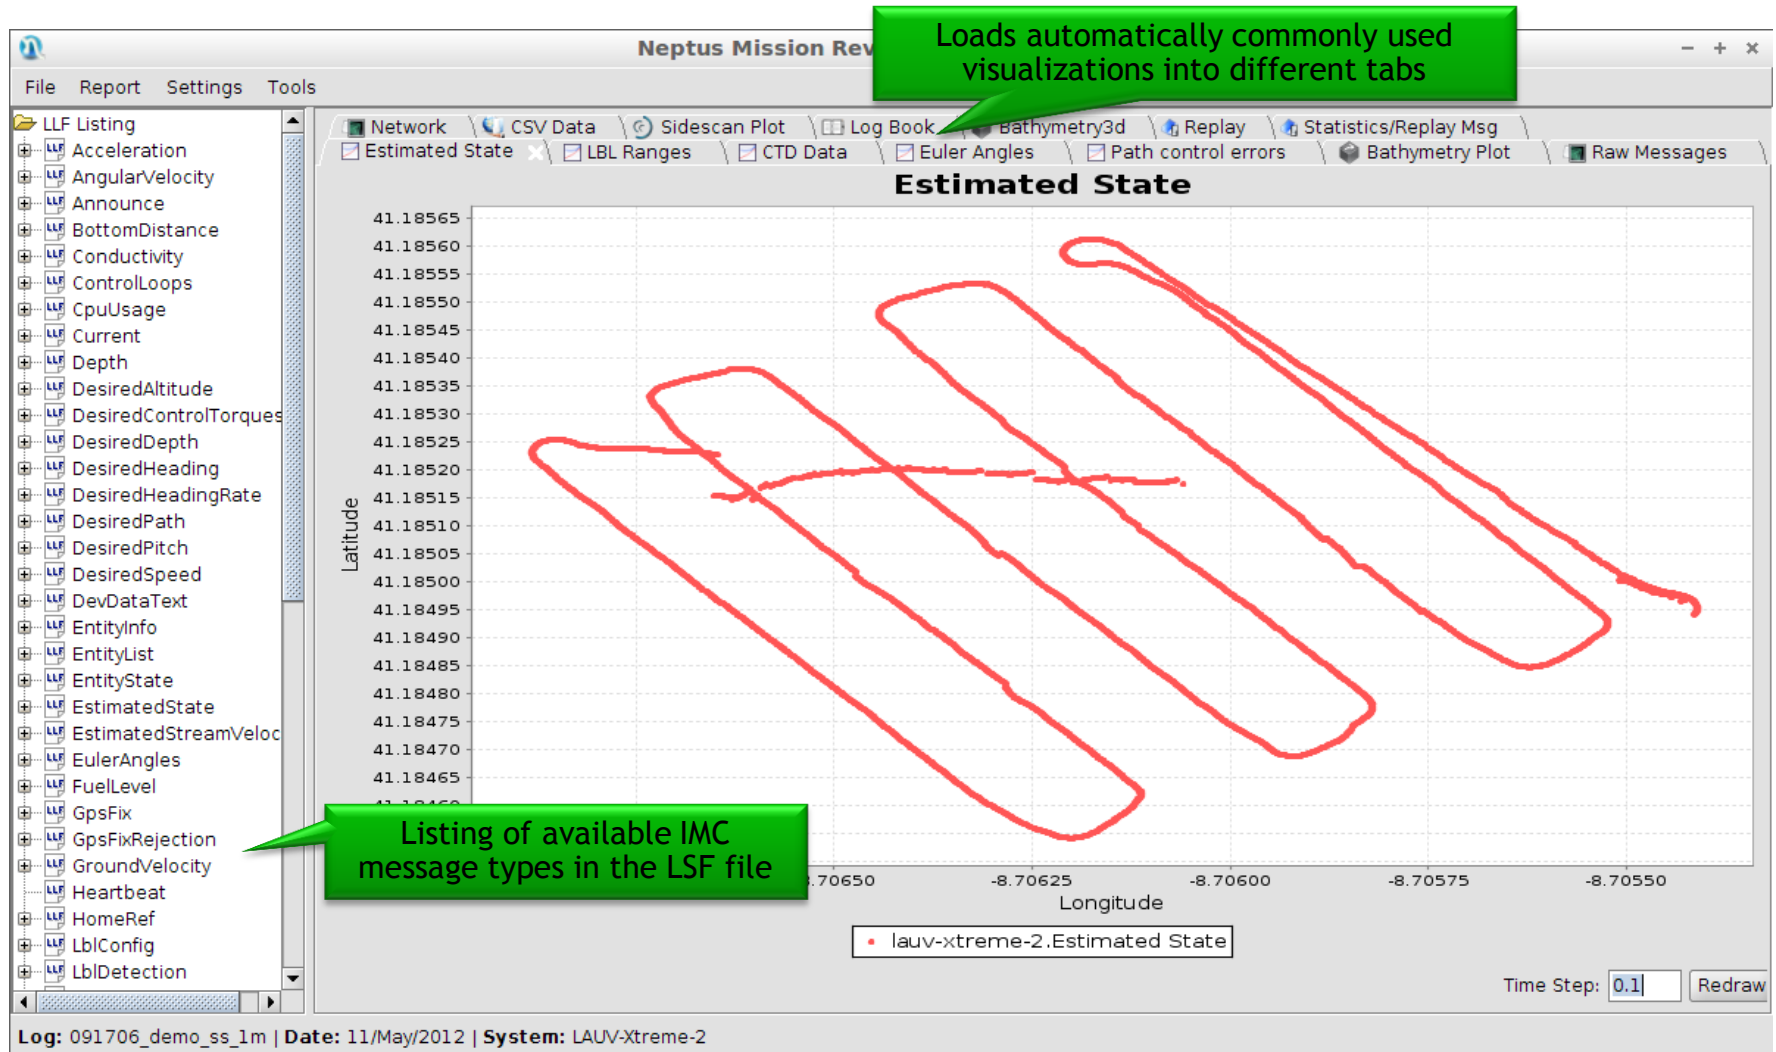 Loads automatically commonly used
visualizations into different tabs
Neptus Mission Rev
File Report Settings Tools
LLF Listing
Acceleration
AngularVelocity
Announce
BottomDistance
Conductivity
ControlLoops
CpuUsage
Current
Depth
DesiredAltitude
DesiredControlTorques
DesiredDepth
DesiredHeading
DesiredHeadingRate
DesiredPath
DesiredPitch
DesiredSpeed
DevDataText
EntityInfo
EntityList
EntityState
EstimatedState
EstimatedStreamVeloc
EulerAngles
FuelLevel
GpsFix
GpsFixRejection
GroundVelocity
Heartbeat
HomeRef
LblConfig
LblDetection
Network CSV Data Sidescan Plot Log Book Bathymetry3d Replay Statistics/Replay Msg
Estimated State LBL Ranges CTD Data Euler Angles Path control errors Bathymetry Plot Raw Messages
Estimated State
Latitude
41.18565
41.18560
41.18555
41.18550
41.18545
41.18540
41.18535
41.18530
41.18525
41.18520
41.18515
41.18510
41.18505
41.18500
41.18495
41.18490
41.18485
41.18480
41.18475
41.18470
41.18465
Listing of available IMC
message types in the LSF file
.70650 -8.70625 -8.70600 -8.70575 -8.70550
Longitude
lauv-xtreme-2.Estimated State
Time Step: 0.1 Redraw
Log: 091706_demo_ss_1m | Date: 11/May/2012 | System: LAUV-Xtreme-2